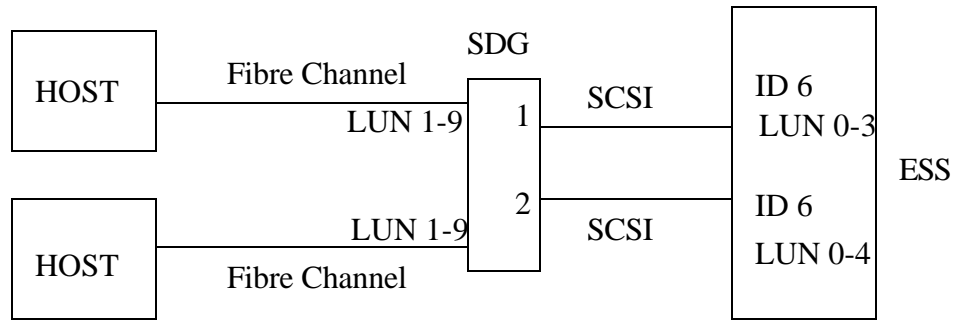 SDG
HOST
Fibre Channel
LUN 1-9
1
SCSI
ID 6
LUN 0-3
ESS
2
ID 6
LUN 1-9
SCSI
LUN 0-4
HOST
Fibre Channel